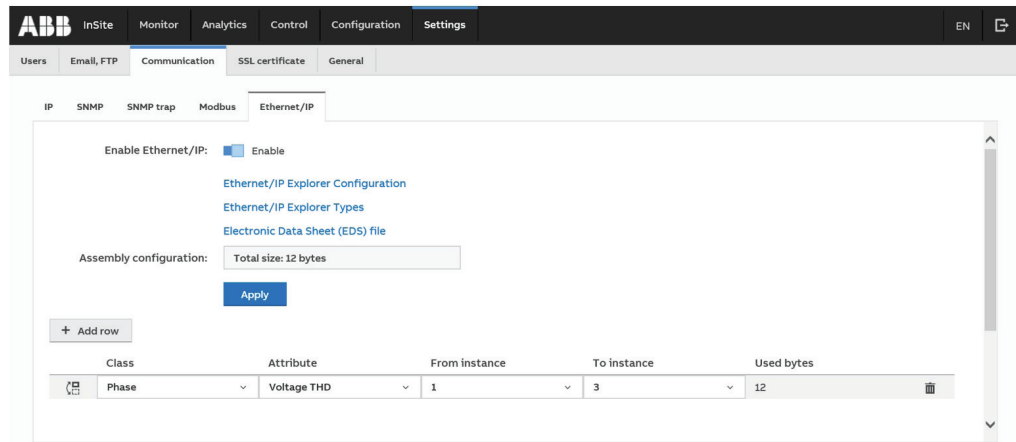 ABB InSite Monitor Analytics Control Configuration Settings EN
Users Email, FTP Communication SSL certificate General
IP SNMP SNMP trap Modbus Ethernet/IP
Enable Ethernet/IP: Enable
Ethernet/IP Explorer Configuration
Ethernet/IP Explorer Types
Electronic Data Sheet (EDS) file
Assembly configuration: Total size: 12 bytes
Apply
+ Add row
Class Attribute From instance To instance Used bytes
Phase Voltage THD 1 3 12